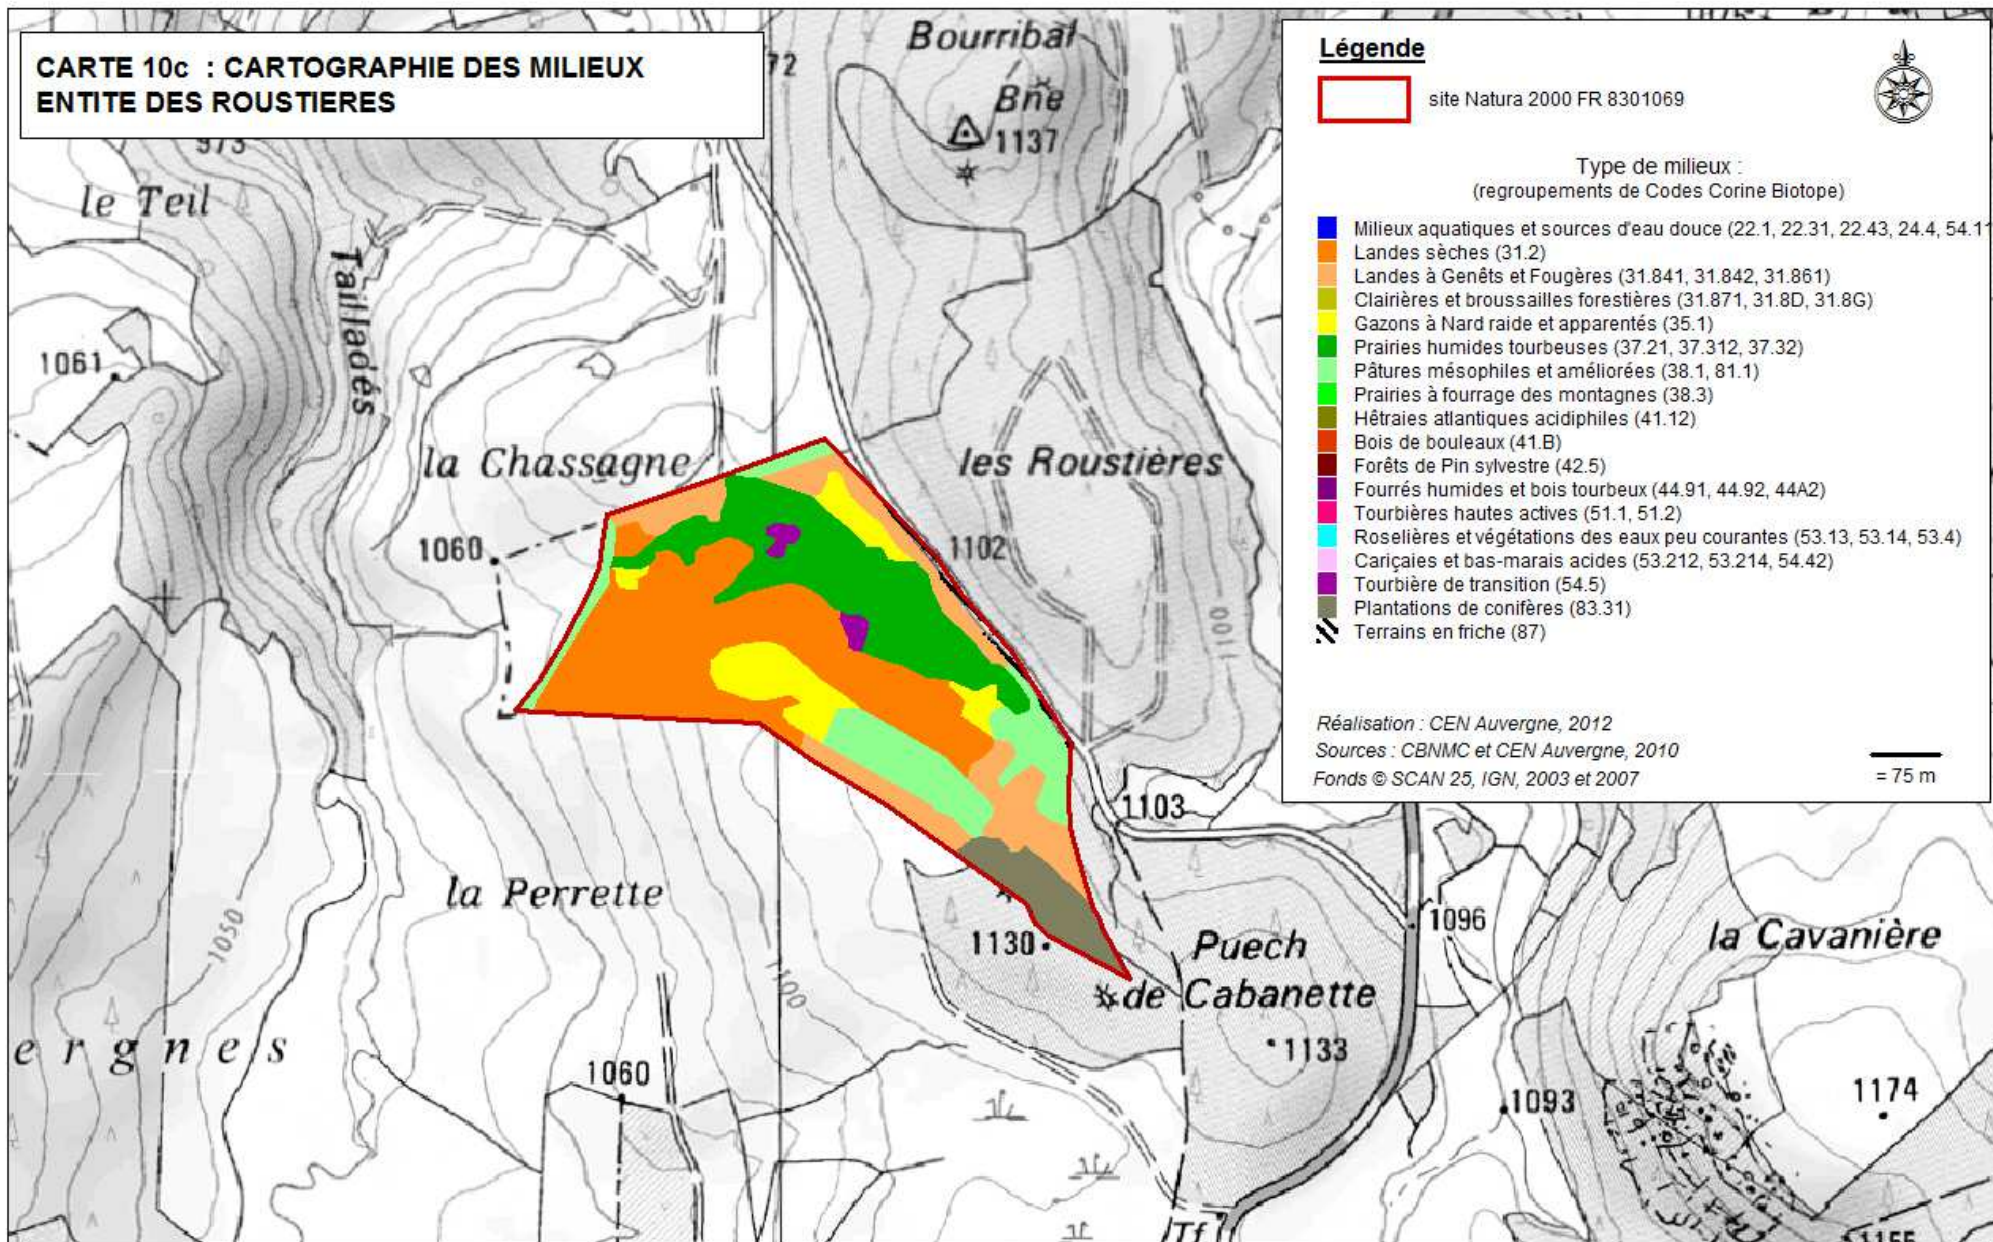 CARTE 10c : CARTOGRAPHIE DES MILIEUX
ENTITE DES ROUSTIERES
Légende
site Natura 2000 FR 8301069
Type de milieux :
(regroupements de Codes Corine Biotope)
Milieux aquatiques et sources d'eau douce (22.1, 22.31, 22.43, 24.4, 54.11
Landes sèches (31.2)
Landes à Genêts et Fougères (31.841, 31.842, 31.861)
Clairières et broussailles forestières (31.871, 31.8D, 31.8G)
Gazons à Nard raide et apparentés (35.1)
Prairies humides tourbeuses (37.21, 37.312, 37.32)
Pâtures mésophiles et améliorées (38.1, 81.1)
Prairies à fourrage des montagnes (38.3)
Hêtraies atlantiques acidiphiles (41.12)
Bois de bouleaux (41.B)
Forêts de Pin sylvestre (42.5)
Fourrés humides et bois tourbeux (44.91, 44.92, 44A2)
Tourbières hautes actives (51.1, 51.2)
Roselières et végétations des eaux peu courantes (53.13, 53.14, 53.4)
Cariçaies et bas-marais acides (53.212, 53.214, 54.42)
Tourbière de transition (54.5)
Plantations de conifères (83.31)
Terrains en friche (87)
Réalisation : CEN Auvergne, 2012
Sources : CBNMC et CEN Auvergne, 2010
Fonds © SCAN 25, IGN, 2003 et 2007
= 75 m
72
Bourribal
Bne
1137
973
le Teil
Taillades
1061
la Chassagne
les Roustières
1060
1102
1100
1103
la Perrette
1050
1100
1130
Puech
de Cabanette
1133
1096
la Cavanière
ergnes
1060
1093
1174
Tf
1155